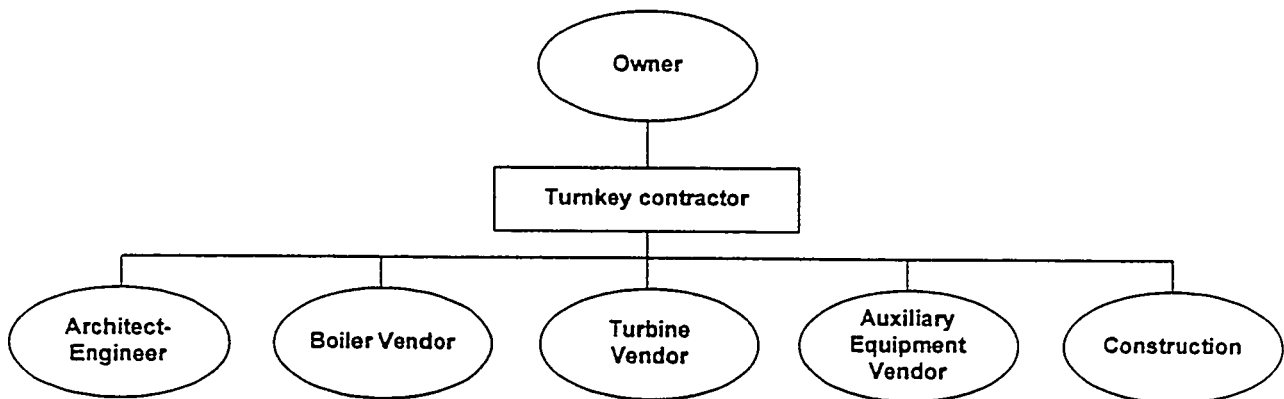 Owner
Turnkey contractor
Architect-
Engineer
Boiler Vendor
Turbine
Vendor
Auxiliary
Equipment
Vendor
Construction